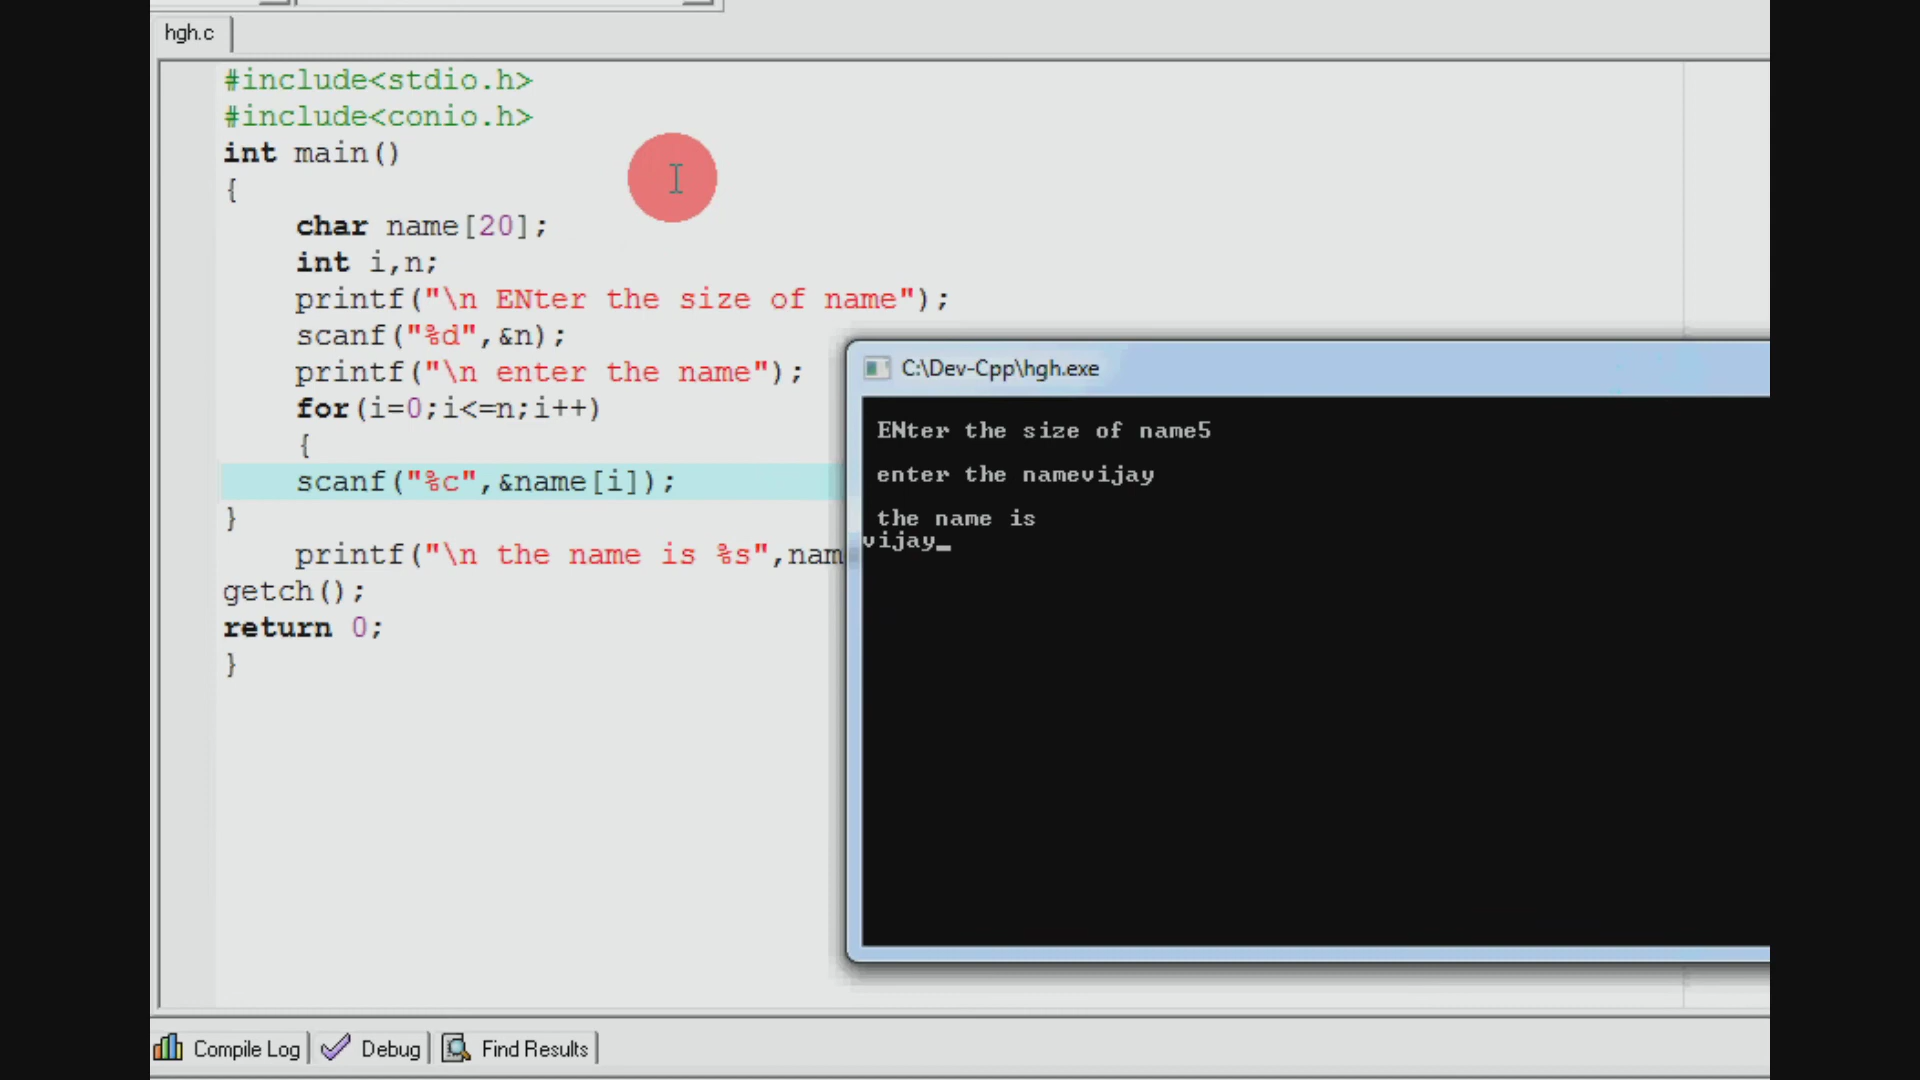 hgh.c
#include<stdio.h>
#include<conio.h>
int main()
{
char name[20];
int i,n;
printf("\n ENter the size of name");
scanf("%d",&n);
printf("\n enter the name");
for(i=0;i<=n;i++)
{
scanf("%c",&name[i]);
}
printf("\n the name is %s",nam
getch();
return 0;
}
C:\Dev-Cpp\hgh.exe
ENter the size of name5
enter the namevijay
the name is
vijay_
Compile Log
Debug
Find Results